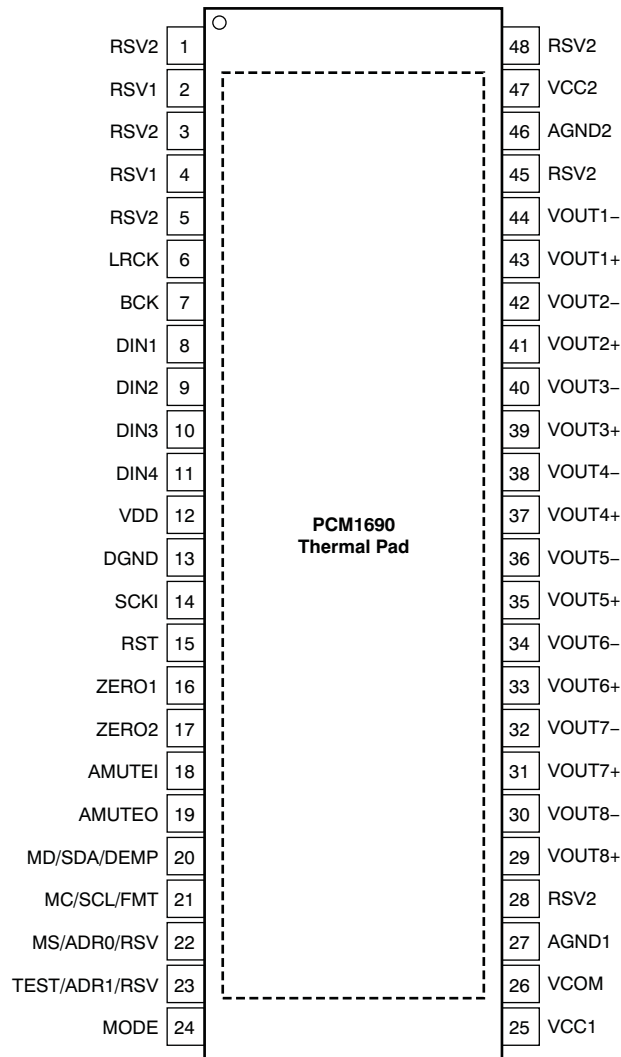 RSV2 1 48 RSV2
RSV1 2 47 VCC2
RSV2 3 46 AGND2
RSV1 4 45 RSV2
RSV2 5 44 VOUT1−
LRCK 6 43 VOUT1+
BCK 7 42 VOUT2−
DIN1 8 41 VOUT2+
DIN2 9 40 VOUT3−
DIN3 10 39 VOUT3+
DIN4 11 38 VOUT4−
VDD 12 37 VOUT4+
PCM1690
Thermal Pad
DGND 13 36 VOUT5−
SCKI 14 35 VOUT5+
RST 15 34 VOUT6−
ZERO1 16 33 VOUT6+
ZERO2 17 32 VOUT7−
AMUTEI 18 31 VOUT7+
AMUTEO 19 30 VOUT8−
MD/SDA/DEMP 20 29 VOUT8+
MC/SCL/FMT 21 28 RSV2
MS/ADR0/RSV 22 27 AGND1
TEST/ADR1/RSV 23 26 VCOM
MODE 24 25 VCC1